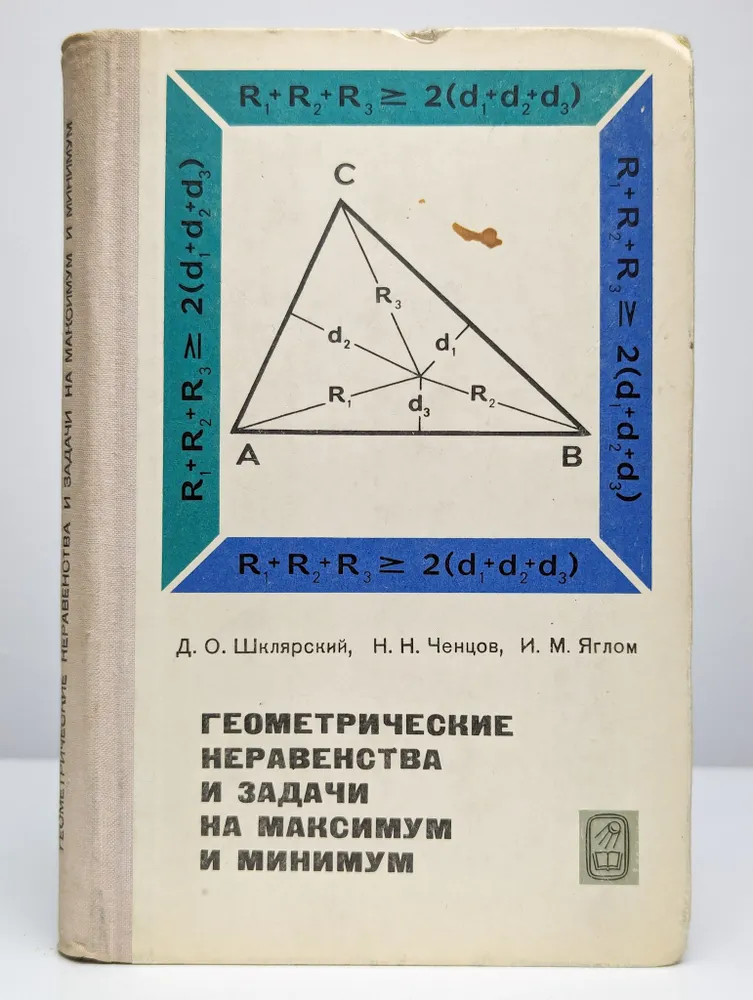 R₁+R₂+R₃ ≥ 2(d₁+d₂+d₃)
R₁+R₂+R₃ ≥ 2(d₁+d₂+d₃)
R₁+R₂+R₃ ≥ 2(d₁+d₂+d₃)
C
R₃
d₂
d₁
R₁
d₃
R₂
A
B
R₁+R₂+R₃ ≥ 2(d₁+d₂+d₃)
Д. О. Шклярский, Н. Н. Ченцов, И. М. Яглом
ГЕОМЕТРИЧЕСКИЕ
НЕРАВЕНСТВА
И ЗАДАЧИ
НА МАКСИМУМ
И МИНИМУМ
ГЕОМЕТРИЧЕСКИЕ НЕРАВЕНСТВА И ЗАДАЧИ НА МАКСИМУМ И МИНИМУМ